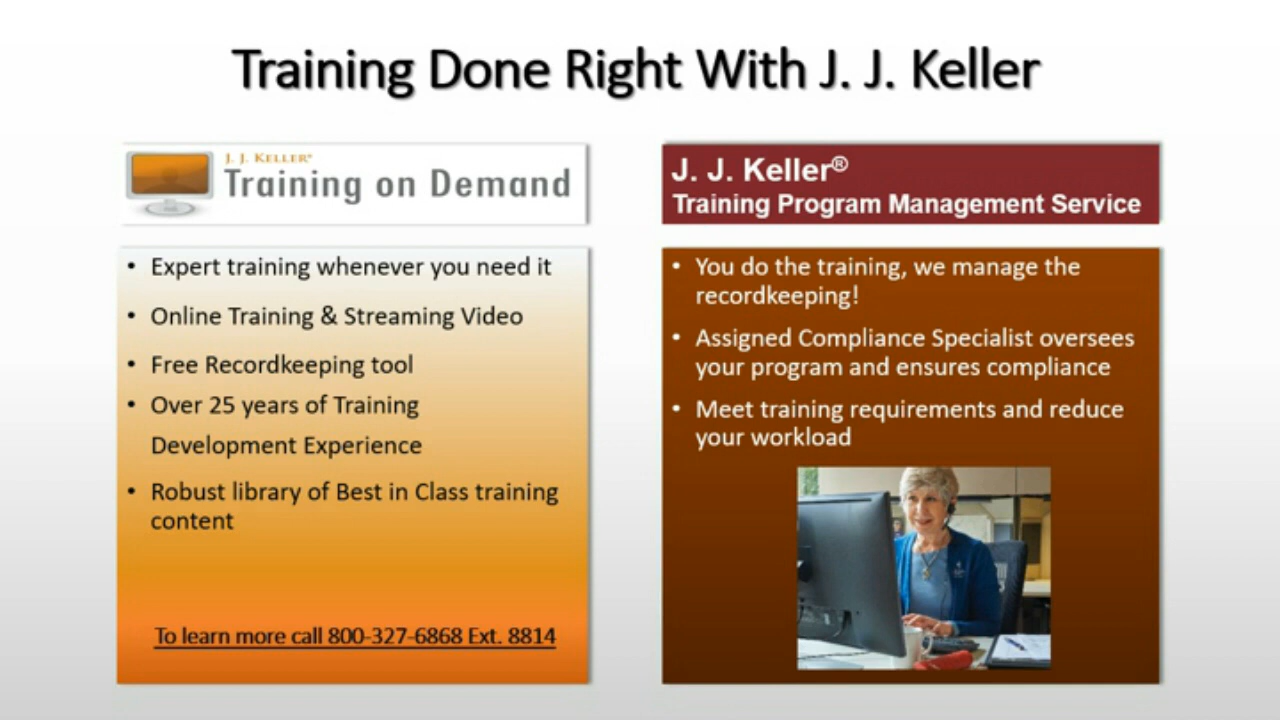 Training Done Right With J. J. Keller
J. J. KELLER®
Training on Demand
• Expert training whenever you need it
• Online Training & Streaming Video
• Free Recordkeeping tool
• Over 25 years of Training
Development Experience
• Robust library of Best in Class training
content
To learn more call 800-327-6868 Ext. 8814
J. J. Keller®
Training Program Management Service
• You do the training, we manage the
recordkeeping!
• Assigned Compliance Specialist oversees
your program and ensures compliance
• Meet training requirements and reduce
your workload